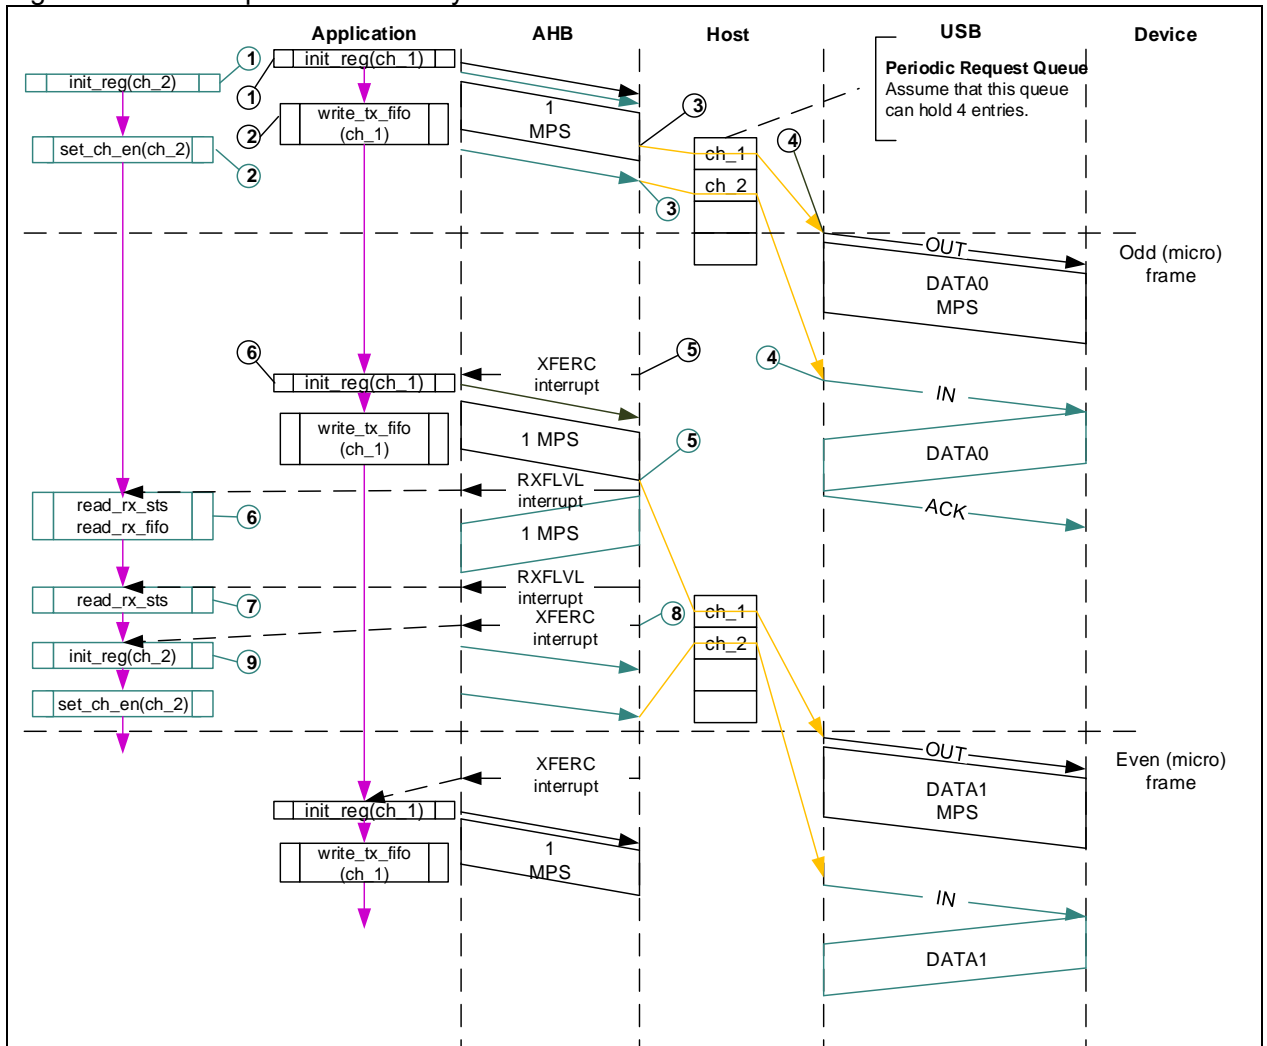 Application
AHB
Host
USB
Device
Periodic Request Queue
Assume that this queue
can hold 4 entries.
1
init_reg(ch_2)
init_reg(ch_1)
1
2
write_tx_fifo
(ch_1)
1
MPS
3
ch_1
4
set_ch_en(ch_2)
2
ch_2
3
OUT
Odd (micro)
frame
DATA0
MPS
6
init_reg(ch_1)
XFERC
interrupt
5
4
IN
write_tx_fifo
(ch_1)
1 MPS
5
DATA0
RXFLVL
interrupt
read_rx_sts
read_rx_fifo
6
1 MPS
ACK
RXFLVL
interrupt
read_rx_sts
7
XFERC
interrupt
8
ch_1
init_reg(ch_2)
9
ch_2
set_ch_en(ch_2)
OUT
Even (micro)
frame
XFERC
interrupt
DATA1
MPS
init_reg(ch_1)
write_tx_fifo
(ch_1)
1
MPS
IN
DATA1